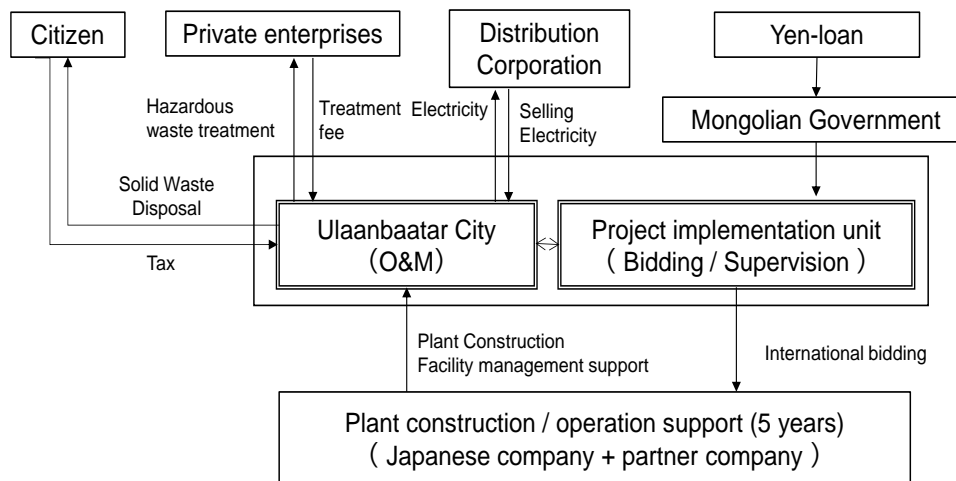 Citizen
Private enterprises
Distribution
Corporation
Yen-loan
Hazardous
waste treatment
Treatment
fee
Electricity
Selling
Electricity
Mongolian Government
Solid Waste
Disposal
Tax
Ulaanbaatar City
（O&M）
Project implementation unit
（ Bidding / Supervision ）
Plant Construction
Facility management support
International bidding
Plant construction / operation support (5 years)
（ Japanese company + partner company ）